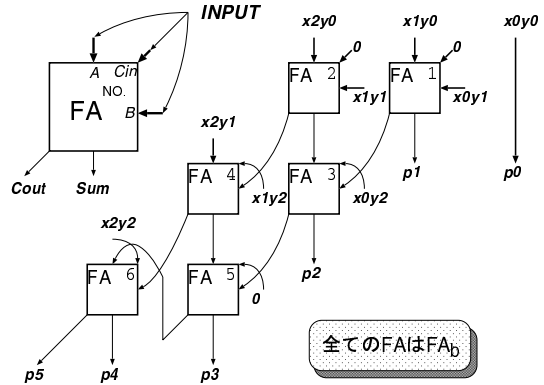 INPUT
x2y0
x1y0
x0y0
A
Cin
NO.
FA
B
0
0
FA 2
FA 1
x1y1
x0y1
x2y1
Cout
Sum
p1
p0
FA 4
FA 3
x1y2
x0y2
x2y2
p2
FA 6
FA 5
0
p5
p4
p3
全てのFAはFAb